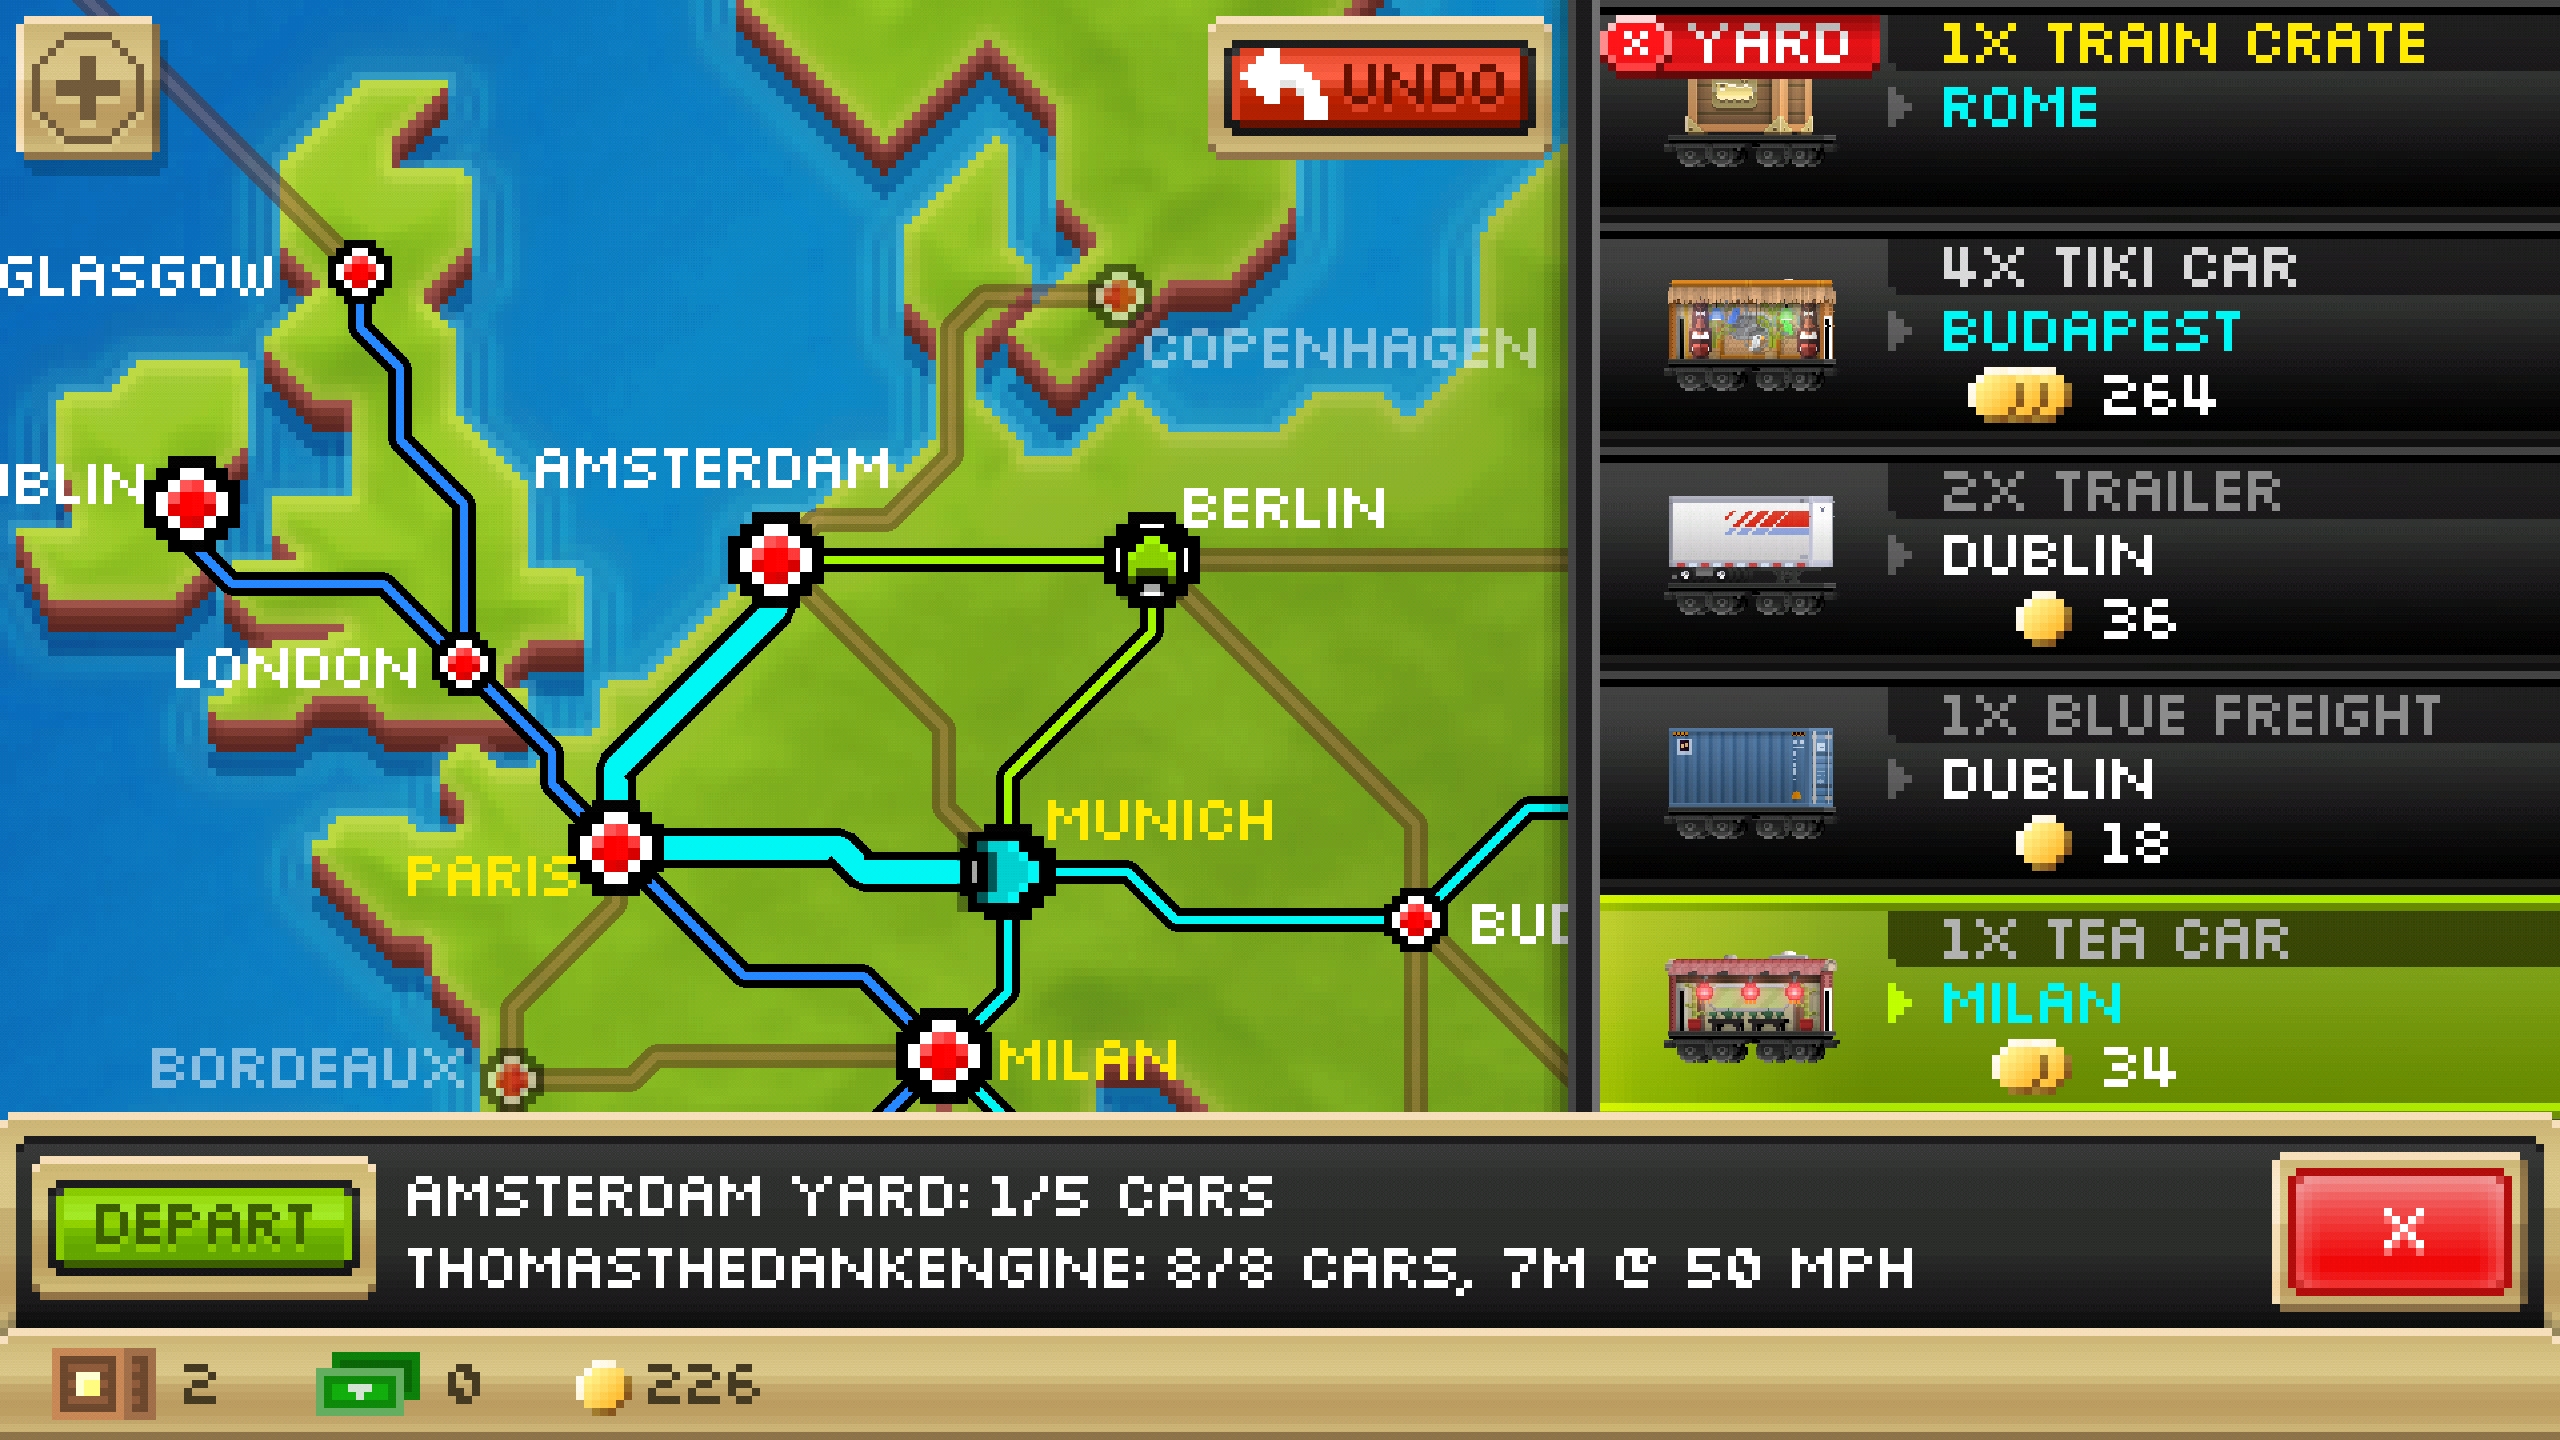 UNDO
GLASGOW
COPENHAGEN
AMSTERDAM
BLIN
BERLIN
LONDON
MUNICH
PARIS
BUD
BORDEAUX
MILAN
YARD
1X TRAIN CRATE
ROME
4X TIKI CAR
BUDAPEST
264
2X TRAILER
DUBLIN
36
1X BLUE FREIGHT
DUBLIN
18
1X TEA CAR
MILAN
34
DEPART
AMSTERDAM YARD: 1/5 CARS
THOMASTHEDANKENGINE: 8/8 CARS, 7M @ 50 MPH
X
2
0
226